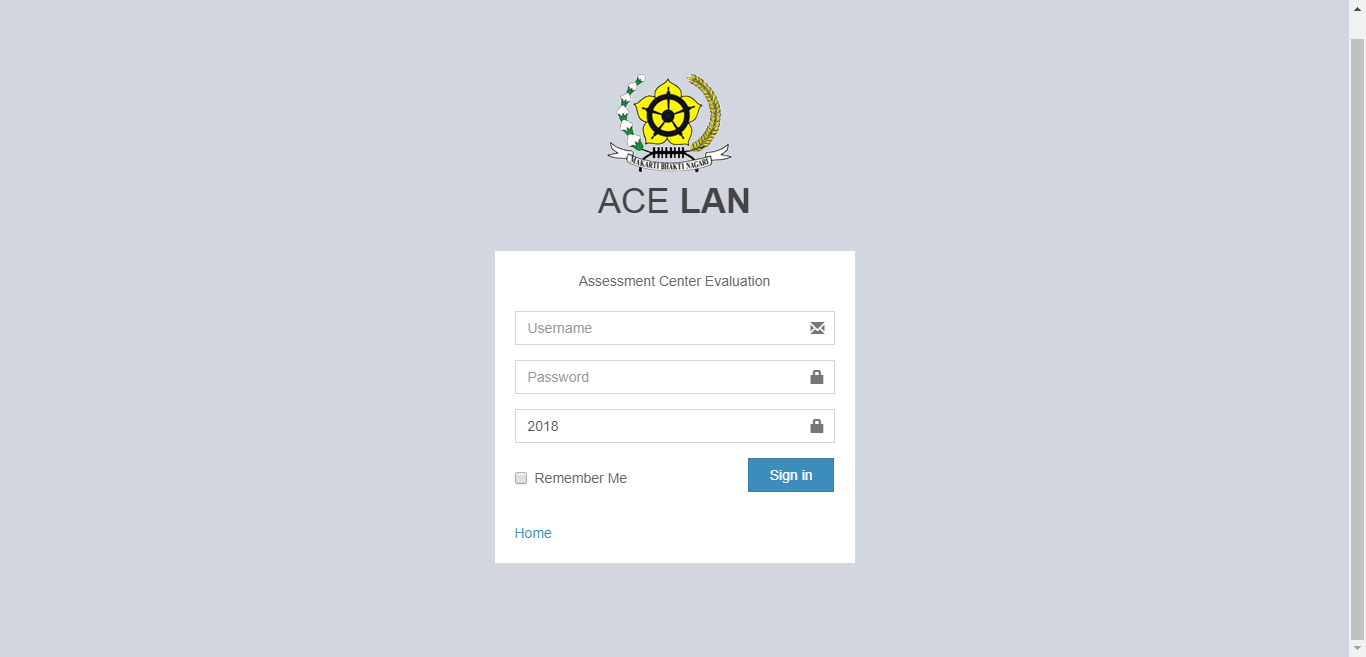 MAKARTI BHAKTI NAGARI
ACE LAN
Assessment Center Evaluation
Username
Password
2018
Remember Me
Sign in
Home